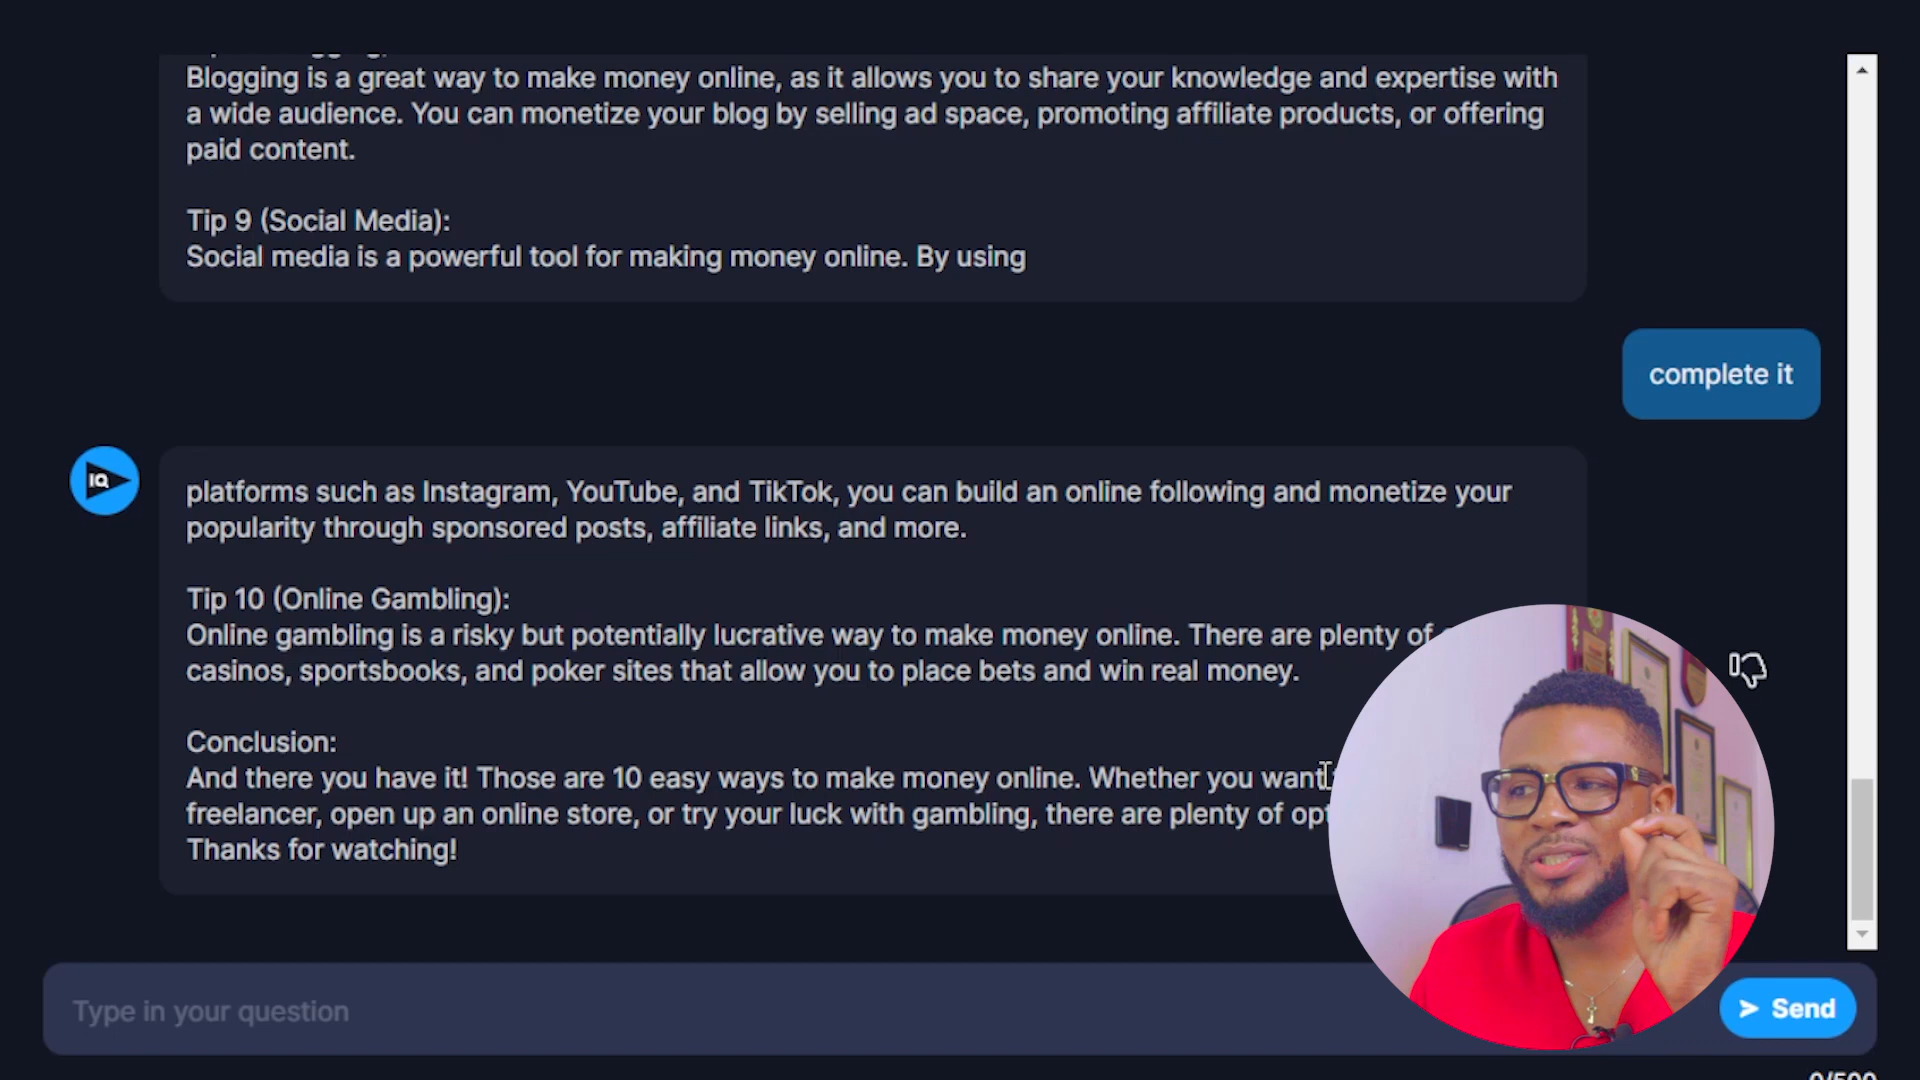 Blogging is a great way to make money online, as it allows you to share your knowledge and expertise with
a wide audience. You can monetize your blog by selling ad space, promoting affiliate products, or offering
paid content.
Tip 9 (Social Media):
Social media is a powerful tool for making money online. By using
complete it
IQ
platforms such as Instagram, YouTube, and TikTok, you can build an online following and monetize your
popularity through sponsored posts, affiliate links, and more.
Tip 10 (Online Gambling):
Online gambling is a risky but potentially lucrative way to make money online. There are plenty of
casinos, sportsbooks, and poker sites that allow you to place bets and win real money.
Conclusion:
And there you have it! Those are 10 easy ways to make money online. Whether you want
freelancer, open up an online store, or try your luck with gambling, there are plenty of
Thanks for watching!
Type in your question
Send